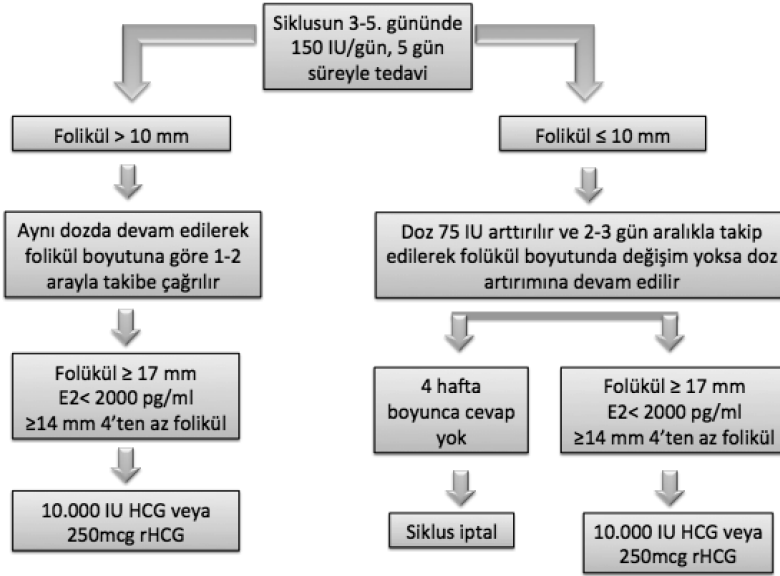 Siklusun 3-5. gününde
150 IU/gün, 5 gün
süreyle tedavi
Folikül > 10 mm
Folikül ≤ 10 mm
Aynı dozda devam edilerek
folikül boyutuna göre 1-2
arayla takibe çağrılır
Doz 75 IU arttırılır ve 2-3 gün aralıkla takip
edilerek folükül boyutunda değişim yoksa doz
artırımına devam edilir
Folükül ≥ 17 mm
E2< 2000 pg/ml
≥14 mm 4’ten az folikül
4 hafta
boyunca cevap
yok
Folükül ≥ 17 mm
E2< 2000 pg/ml
≥14 mm 4’ten az folikül
10.000 IU HCG veya
250mcg rHCG
Siklus iptal
10.000 IU HCG veya
250mcg rHCG